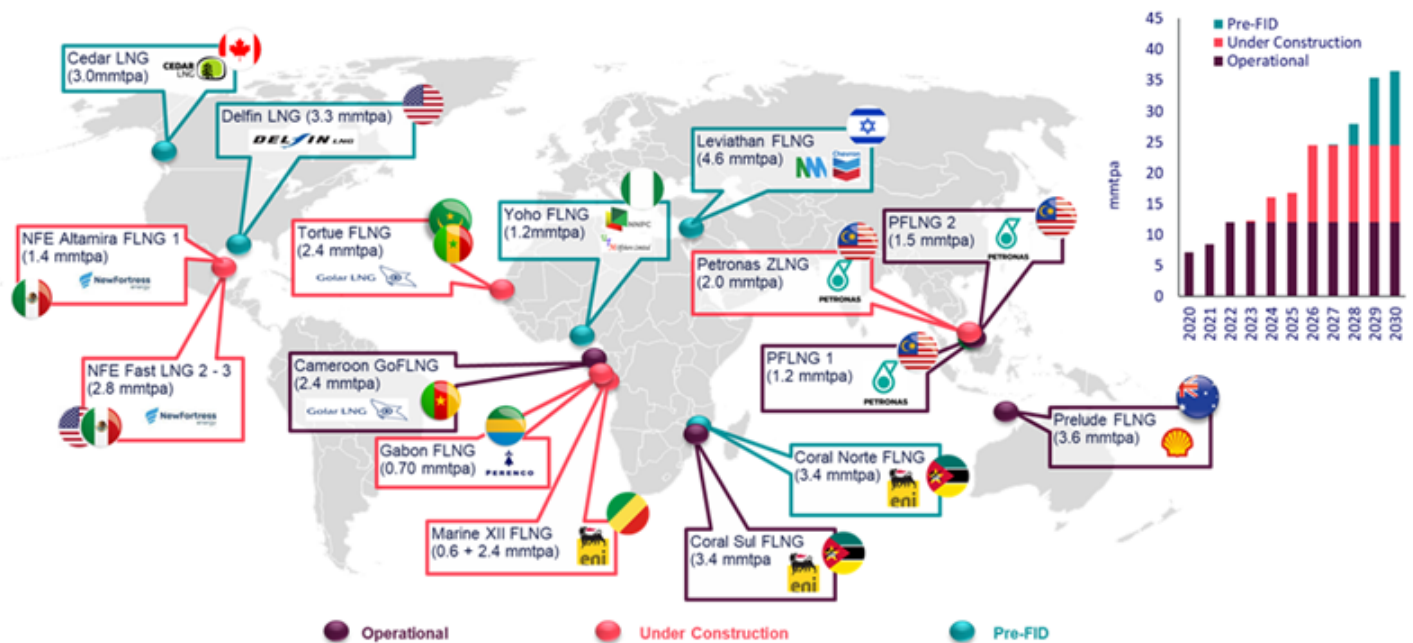 Cedar LNG
(3.0mmtpa)
CEDAR
LNG
Delfin LNG (3.3 mmtpa)
DELFIN LNG
NFE Altamira FLNG 1
(1.4 mmtpa)
NewFortress
energy
NFE Fast LNG 2 - 3
(2.8 mmtpa)
NewFortress
energy
Tortue FLNG
(2.4 mmtpa)
Golar LNG
Yoho FLNG
(1.2mmtpa)
NNPC
Leviathan FLNG
(4.6 mmtpa)
Chevron
Petronas ZLNG
(2.0 mmtpa)
PETRONAS
PFLNG 2
(1.5 mmtpa)
PETRONAS
PFLNG 1
(1.2 mmtpa)
PETRONAS
Cameroon GoFLNG
(2.4 mmtpa)
Golar LNG
Gabon FLNG
(0.70 mmtpa)
PERENCO
Marine XII FLNG
(0.6 + 2.4 mmtpa)
eni
Coral Sul FLNG
(3.4 mmtpa
eni
Coral Norte FLNG
(3.4 mmtpa)
eni
Prelude FLNG
(3.6 mmtpa)
Operational
Under Construction
Pre-FID
mmtpa
45
40
35
30
25
20
15
10
5
0
Pre-FID
Under Construction
Operational
2020
2021
2022
2023
2024
2025
2026
2027
2028
2029
2030